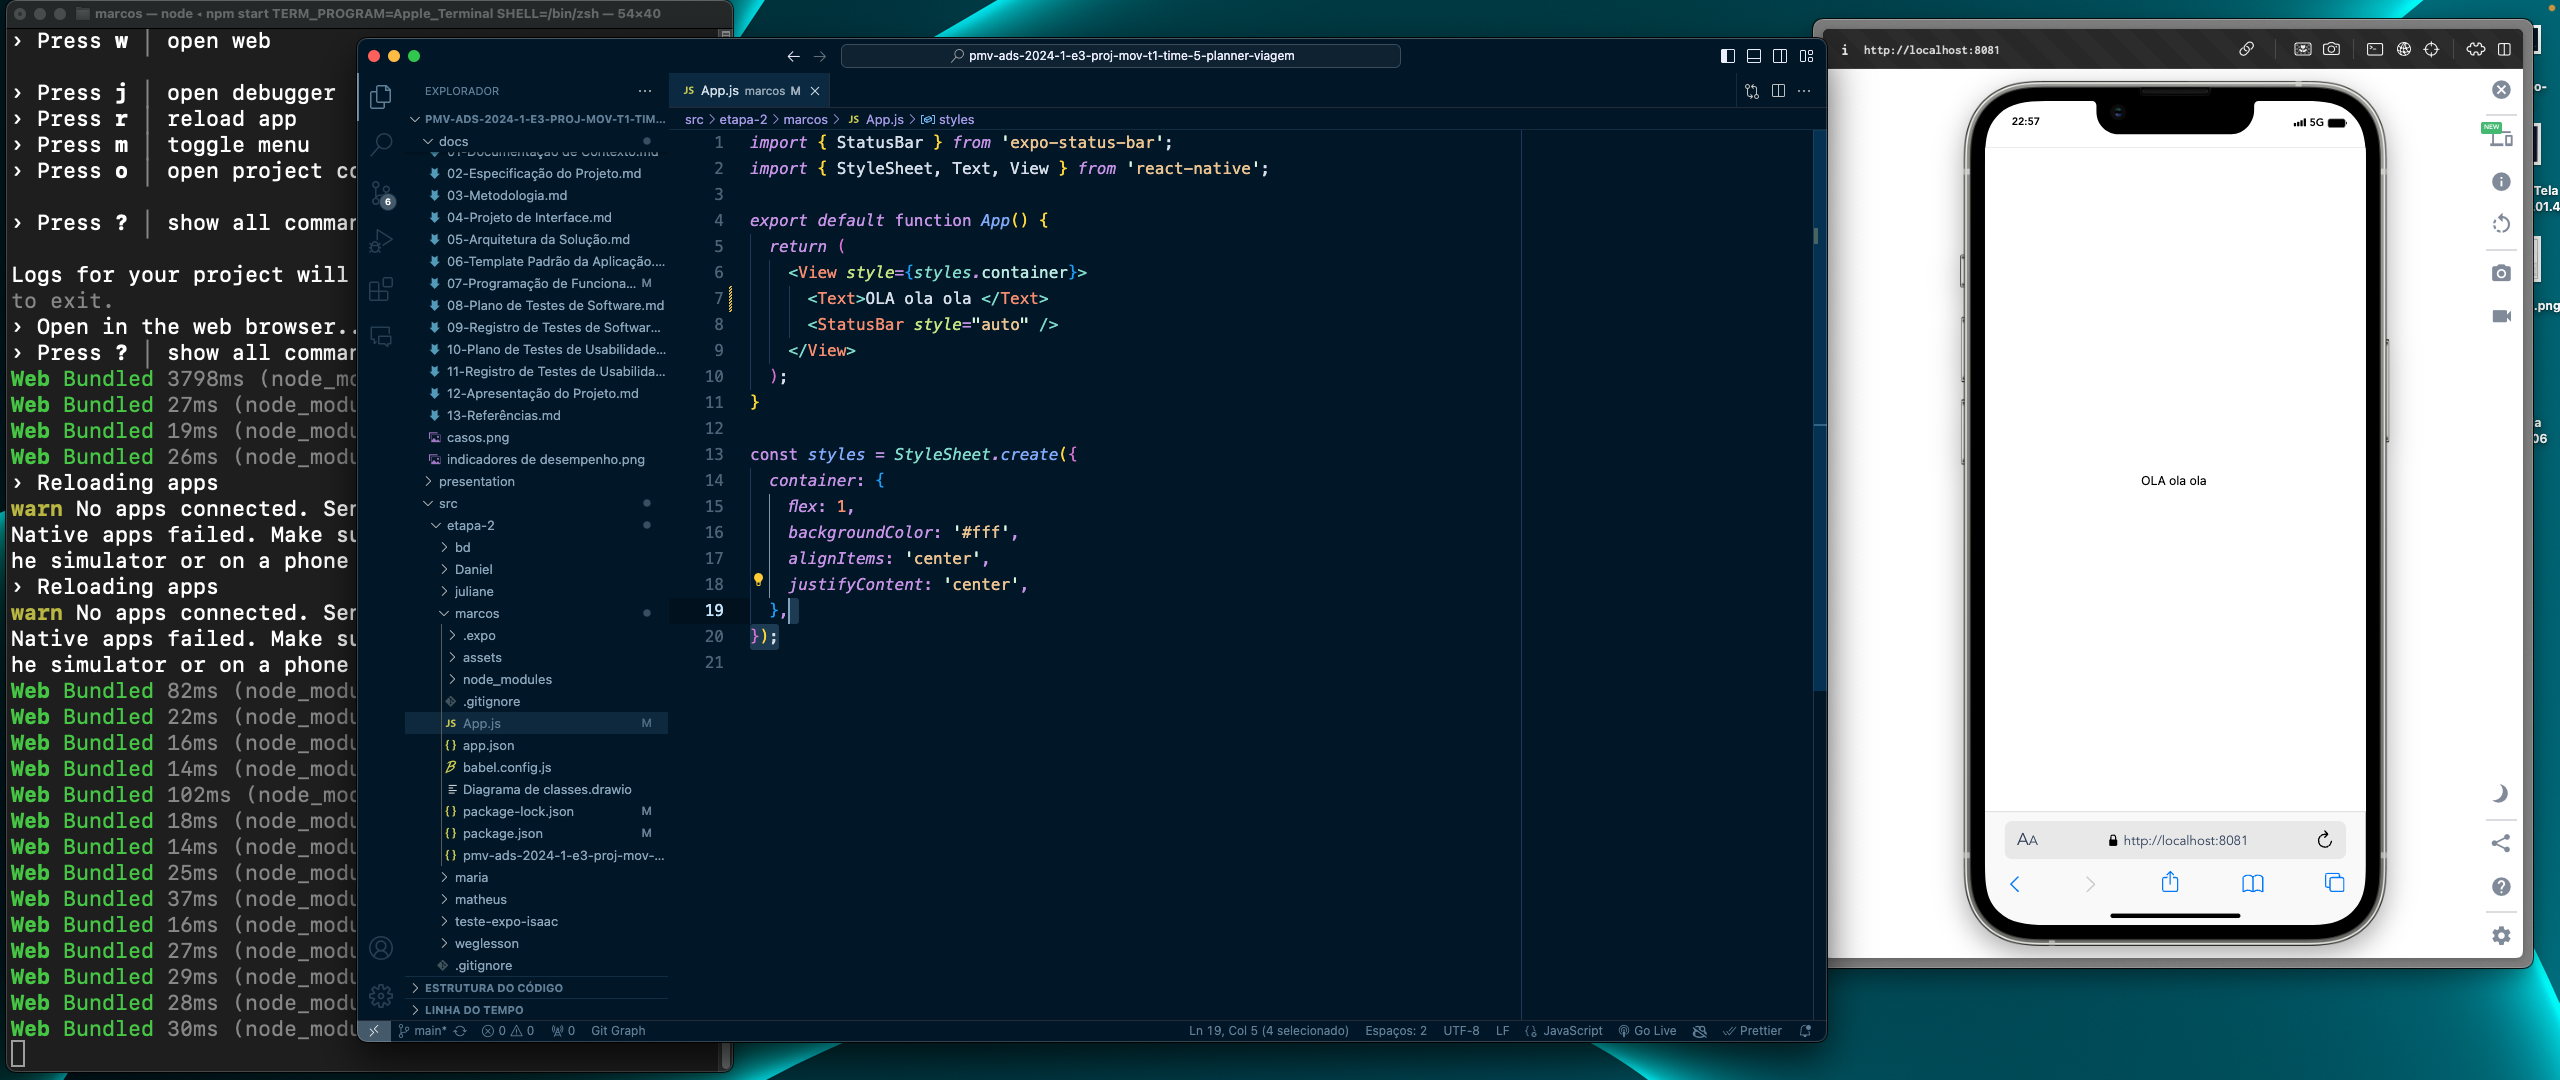 marcos — node ◂ npm start TERM_PROGRAM=Apple_Terminal SHELL=/bin/zsh — 54×40
› Press w │ open web
› Press j │ open debugger
› Press r │ reload app
› Press m │ toggle menu
› Press o │ open project co
› Press ? │ show all commar
Logs for your project will
to exit.
› Open in the web browser..
› Press ? │ show all commar
Web Bundled 3798ms (node_mo
Web Bundled 27ms (node_modu
Web Bundled 19ms (node_modu
Web Bundled 26ms (node_modu
› Reloading apps
warn No apps connected. Ser
Native apps failed. Make su
he simulator or on a phone
› Reloading apps
warn No apps connected. Ser
Native apps failed. Make su
he simulator or on a phone
Web Bundled 82ms (node_modu
Web Bundled 22ms (node_modu
Web Bundled 16ms (node_modu
Web Bundled 14ms (node_modu
Web Bundled 102ms (node_mod
Web Bundled 18ms (node_modu
Web Bundled 14ms (node_modu
Web Bundled 25ms (node_modu
Web Bundled 37ms (node_modu
Web Bundled 16ms (node_modu
Web Bundled 27ms (node_modu
Web Bundled 29ms (node_modu
Web Bundled 28ms (node_modu
Web Bundled 30ms (node_modu
pmv-ads-2024-1-e3-proj-mov-t1-time-5-planner-viagem
6
EXPLORADOR
PMV-ADS-2024-1-E3-PROJ-MOV-T1-TIM...
docs
01-Documentação de Contexto.md
02-Especificação do Projeto.md
03-Metodologia.md
04-Projeto de Interface.md
05-Arquitetura da Solução.md
06-Template Padrão da Aplicação....
07-Programação de Funciona... M
08-Plano de Testes de Software.md
09-Registro de Testes de Softwar...
10-Plano de Testes de Usabilidade...
11-Registro de Testes de Usabilida...
12-Apresentação do Projeto.md
13-Referências.md
casos.png
indicadores de desempenho.png
presentation
src
etapa-2
bd
Daniel
juliane
marcos
.expo
assets
node_modules
.gitignore
JS App.js M
{} app.json
babel.config.js
Diagrama de classes.drawio
{} package-lock.json M
{} package.json M
{} pmv-ads-2024-1-e3-proj-mov-...
maria
matheus
teste-expo-isaac
weglesson
.gitignore
ESTRUTURA DO CÓDIGO
LINHA DO TEMPO
JS App.js marcos M
src > etapa-2 > marcos > JS App.js > styles
1 import { StatusBar } from 'expo-status-bar';
2 import { StyleSheet, Text, View } from 'react-native';
3
4 export default function App() {
5 return (
6 <View style={styles.container}>
7 <Text>OLA ola ola </Text>
8 <StatusBar style="auto" />
9 </View>
10 );
11 }
12
13 const styles = StyleSheet.create({
14 container: {
15 flex: 1,
16 backgroundColor: '#fff',
17 alignItems: 'center',
18 justifyContent: 'center',
19 },
20 });
21
main* 0 0 0 Git Graph
Ln 19, Col 5 (4 selecionado) Espaços: 2 UTF-8 LF JavaScript Go Live Prettier
i http://localhost:8081
22:57
5G
OLA ola ola
AA http://localhost:8081
NEW
o-
Tela
01.4
.png
a
06